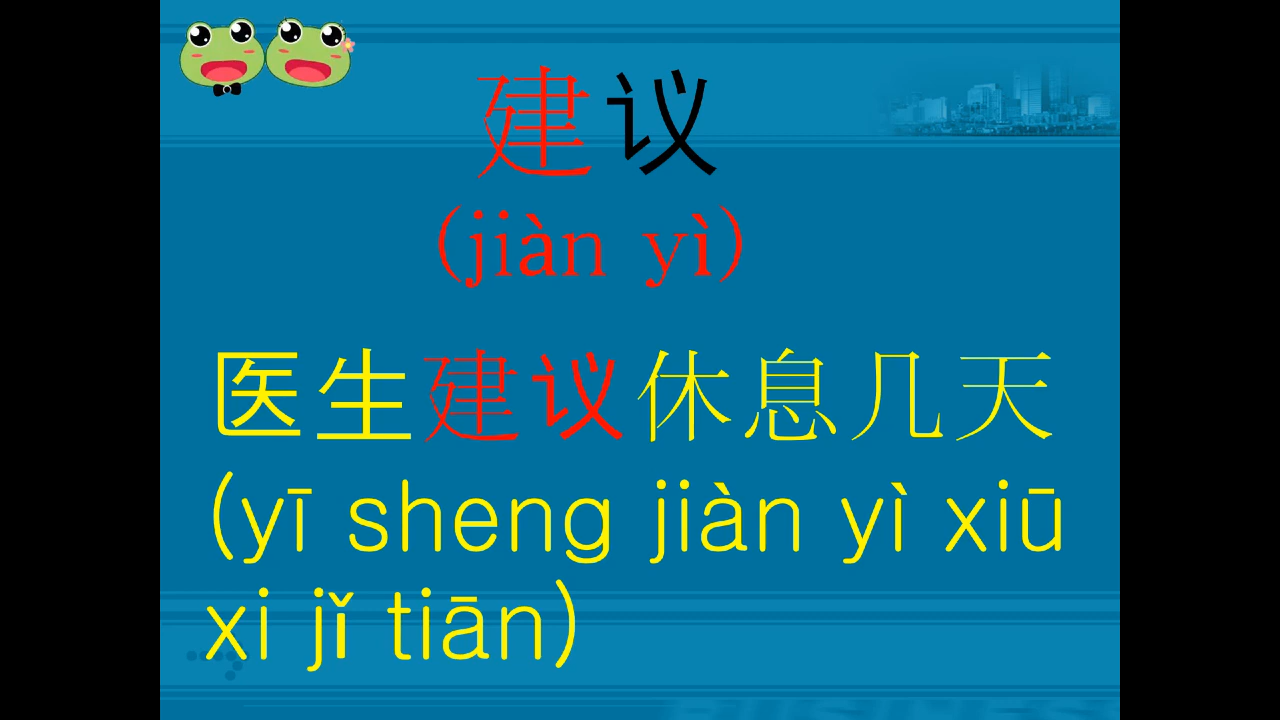 建议
(jiàn yì)
医生建议休息几天
(yī sheng jiàn yì xiū
xi jǐ tiān)
BUSINESS